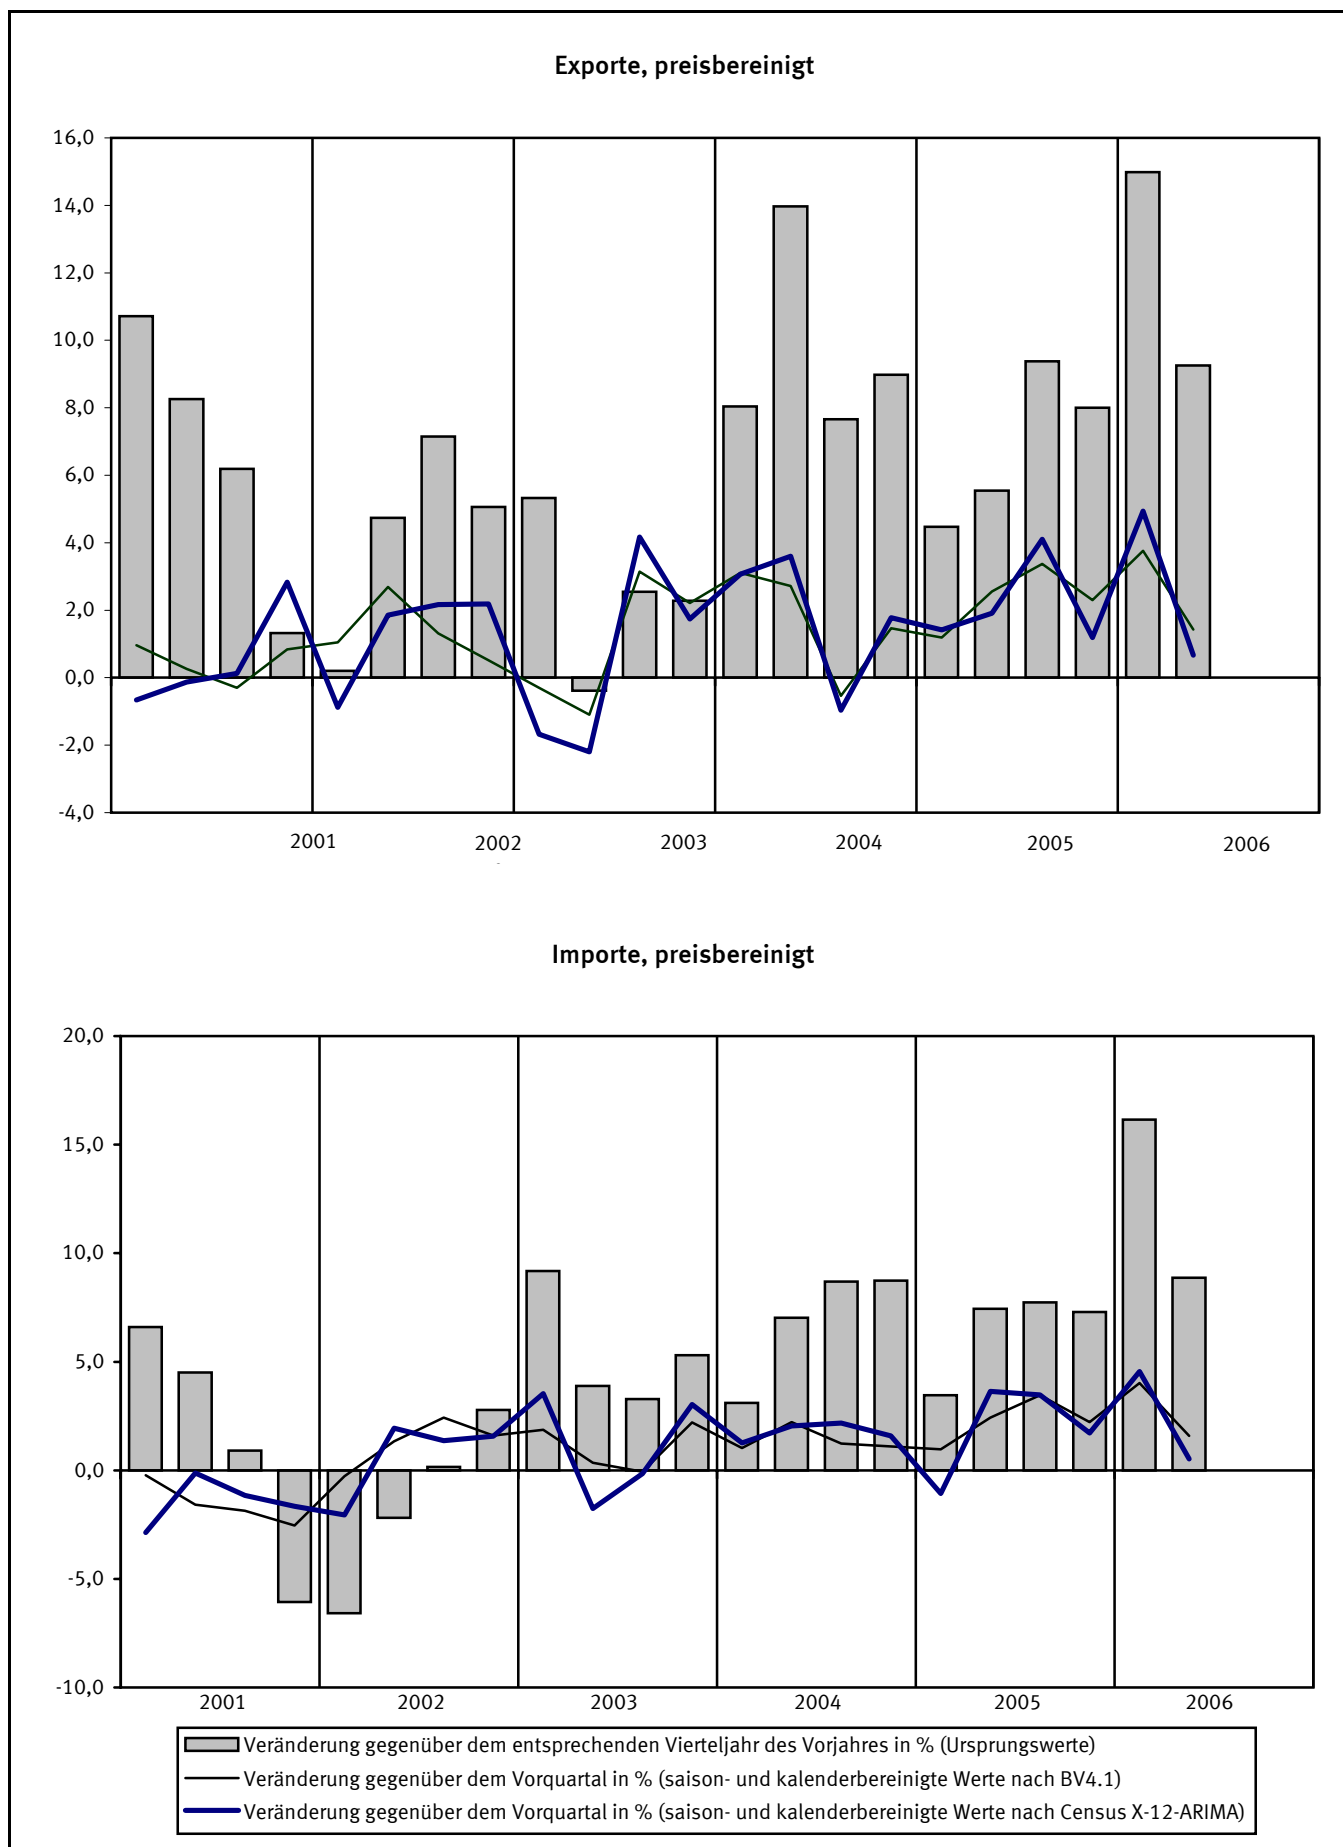 Exporte, preisbereinigt
16,0
14,0
12,0
10,0
8,0
6,0
4,0
2,0
0,0
-2,0
-4,0
2001 2002 2003 2004 2005 2006
Importe, preisbereinigt
20,0
15,0
10,0
5,0
0,0
-5,0
-10,0
2001 2002 2003 2004 2005 2006
Veränderung gegenüber dem entsprechenden Vierteljahr des Vorjahres in % (Ursprungswerte)
Veränderung gegenüber dem Vorquartal in % (saison- und kalenderbereinigte Werte nach BV4.1)
Veränderung gegenüber dem Vorquartal in % (saison- und kalenderbereinigte Werte nach Census X-12-ARIMA)